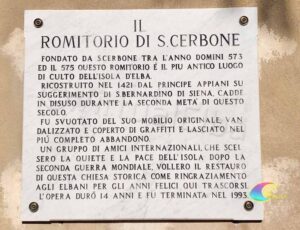 IL
ROMITORIO DI S.CERBONE
FONDATO DA S.CERBONE TRA L'ANNO DOMINI 573
ED IL 575 QUESTO ROMITORIO È IL PIU ANTICO LUOGO
DI CULTO DELL'ISOLA D'ELBA.
RICOSTRUITO NEL 1421 DAL PRINCIPE APPIANI SU
SUGGERIMENTO DI S.BERNARDINO DI SIENA, CADDE
IN DISUSO DURANTE LA SECONDA METÀ DI QUESTO
SECOLO.
FU SVUOTATO DEL SUO MOBILIO ORIGINALE, VAN
DALIZZATO E COPERTO DI GRAFFITI E LASCIATO NEL
PIÙ COMPLETO ABBANDONO.
UN GRUPPO DI AMICI INTERNAZIONALI, CHE SCEL
SERO LA QUIETE E LA PACE DELL'ISOLA DOPO LA
SECONDA GUERRA MONDIALE, VOLLERO IL RESTAURO
DI QUESTA CHIESA STORICA COME RINGRAZIAMENTO
AGLI ELBANI PER GLI ANNI FELICI QUI TRASCORSI.
L'OPERA DURÒ 14 ANNI E FU TERMINATA NEL 1993.